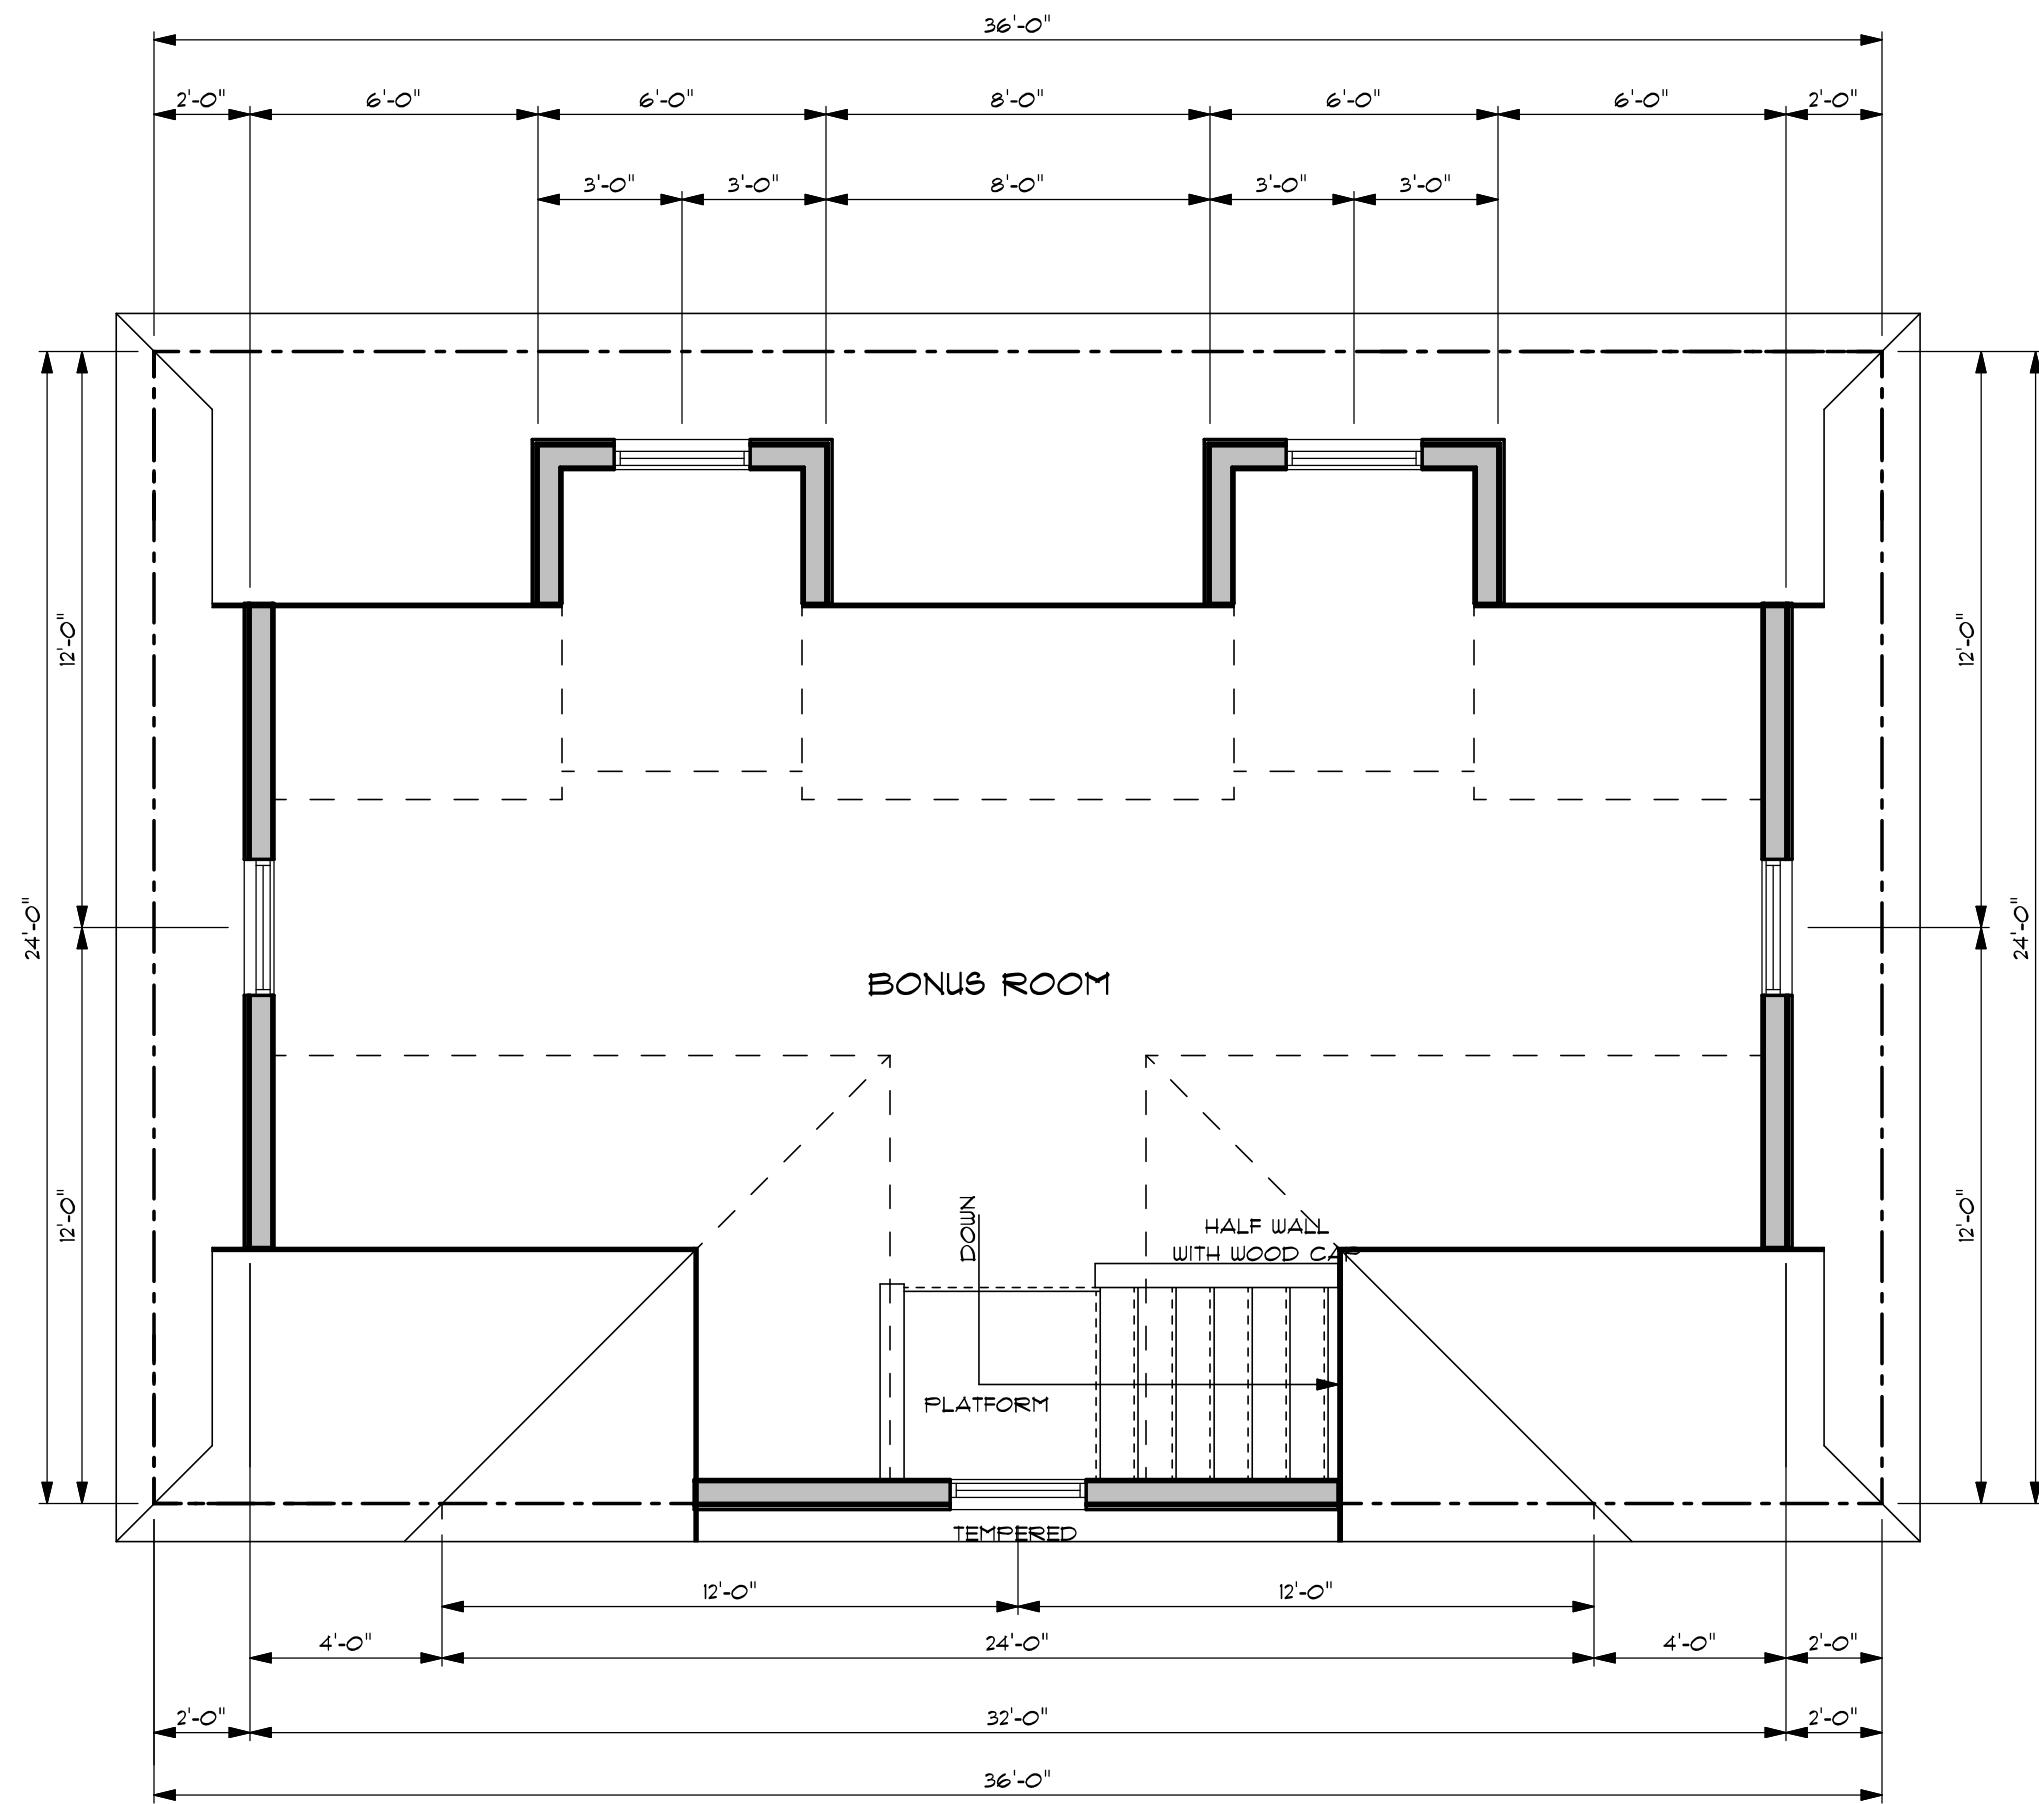 36'-0"
2'-0" 6'-0" 6'-0" 8'-0" 6'-0" 6'-0" 2'-0"
3'-0" 3'-0" 8'-0" 3'-0" 3'-0"
12'-0" 12'-0"
24'-0" 24'-0"
BONUS ROOM
12'-0" 12'-0"
DOWN
HALF WALL
WITH WOOD CAP
PLATFORM
TEMPERED
12'-0" 12'-0"
4'-0" 24'-0" 4'-0" 2'-0"
2'-0" 32'-0" 2'-0"
36'-0"